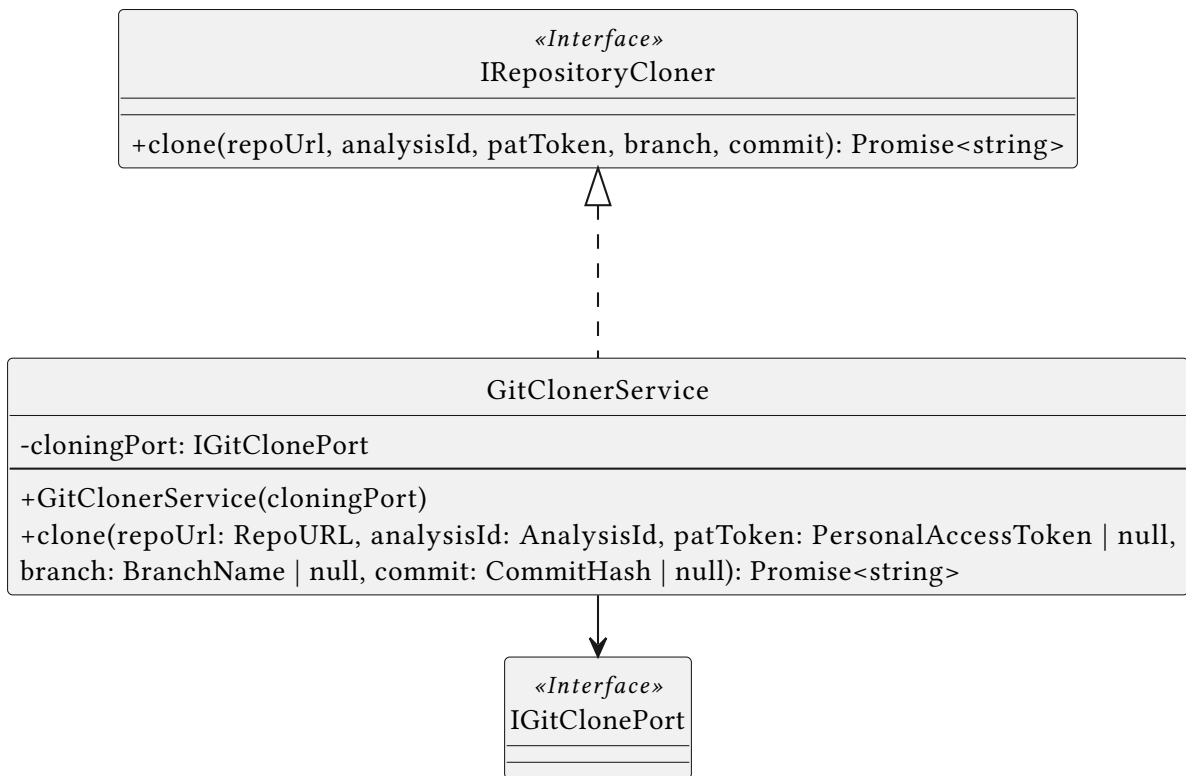 «Interface»
IRepositoryCloner
+clone(repoUrl, analysisId, patToken, branch, commit): Promise<string>
GitClonerService
-cloningPort: IGitClonePort
+GitClonerService(cloningPort)
+clone(repoUrl: RepoURL, analysisId: AnalysisId, patToken: PersonalAccessToken | null,
branch: BranchName | null, commit: CommitHash | null): Promise<string>
«Interface»
IGitClonePort